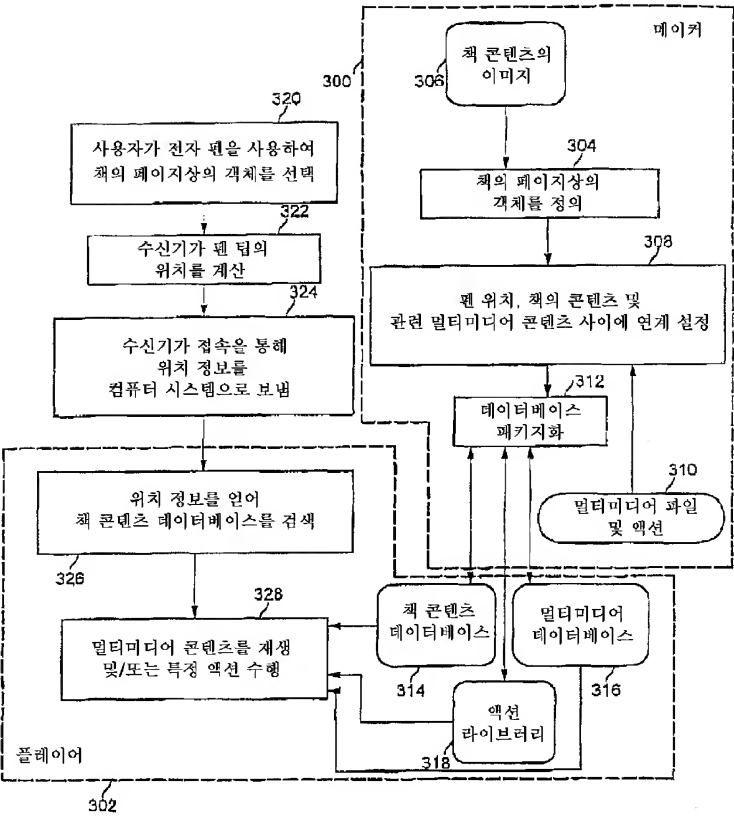 메이커
300
306
책 콘텐츠의
이미지
320
사용자가 전자 펜을 사용하여
책의 페이지상의 객체를 선택
304
책의 페이지상의
객체를 정의
322
수신기가 펜 팁의
위치를 계산
308
펜 위치, 책의 콘텐츠 및
관련 멀티미디어 콘텐츠 사이에 연계 설정
324
수신기가 접속을 통해
위치 정보를
컴퓨터 시스템으로 보냄
312
데이터베이스
패키지화
310
멀티미디어 파일
및 액션
위치 정보를 얻어
책 콘텐츠 데이터베이스를 검색
326
328
멀티미디어 콘텐츠를 재생
및/또는 특정 액션 수행
책 콘텐츠
데이터베이스
314
멀티미디어
데이터베이스
316
액션
라이브러리
318
플레이어
302